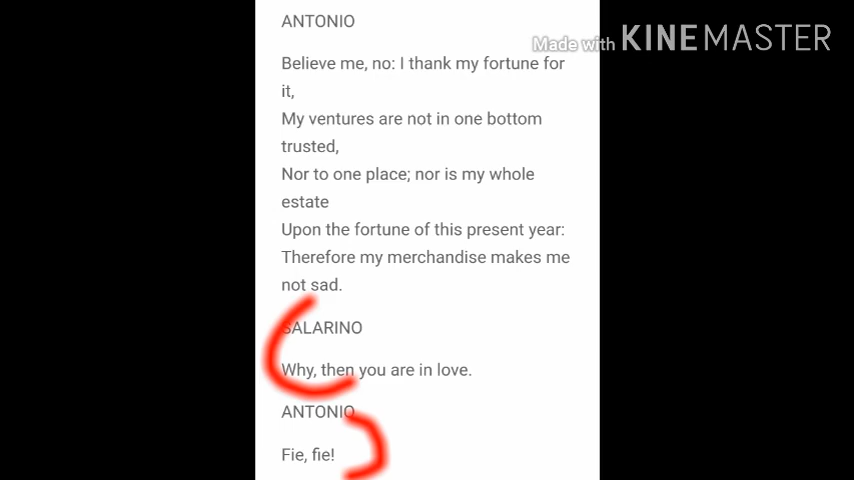 Made with KINEMASTER
ANTONIO
Believe me, no: I thank my fortune for
it,
My ventures are not in one bottom
trusted,
Nor to one place; nor is my whole
estate
Upon the fortune of this present year:
Therefore my merchandise makes me
not sad.
SALARINO
Why, then you are in love.
ANTONIO
Fie, fie!